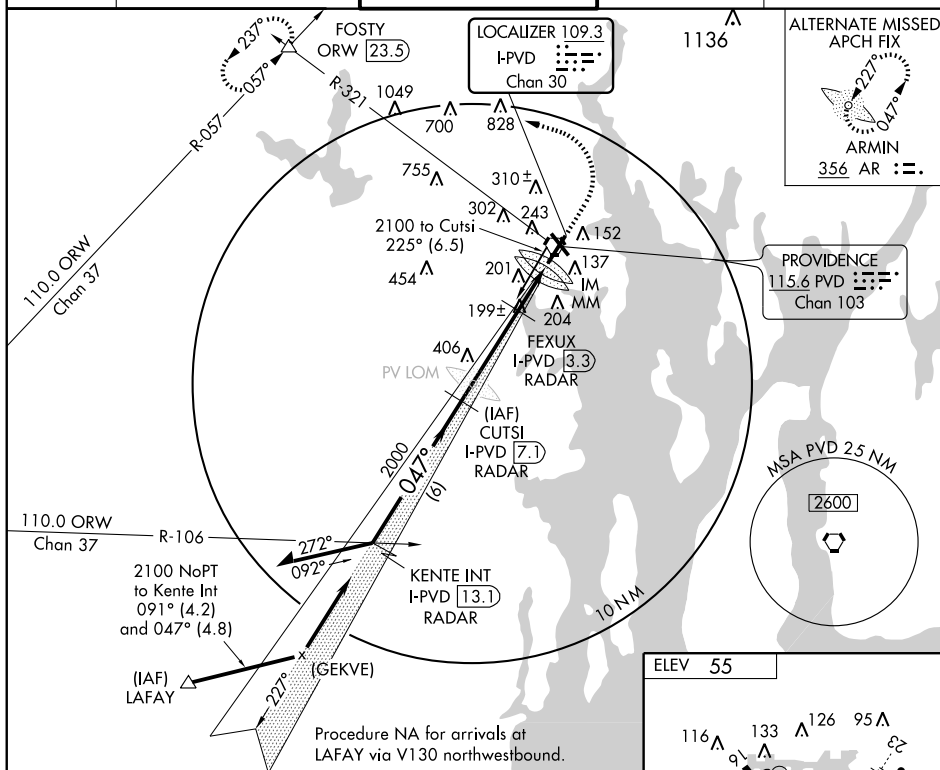 FOSTY
ORW 23.5
237°
057°
R-057
R-321
LOCALIZER 109.3
I-PVD
Chan 30
1136
ALTERNATE MISSED
APCH FIX
227°
047°
ARMIN
356 AR
1049
700
828
755
310±
302
243
152
2100 to Cutsi
225° (6.5)
454
201
137
IM
MM
199±
204
PROVIDENCE
115.6 PVD
Chan 103
110.0 ORW
Chan 37
FEXUX
I-PVD 3.3
RADAR
406
PV LOM
(IAF)
CUTSI
I-PVD 7.1
RADAR
2000
047°
(6)
MSA PVD 25 NM
2600
110.0 ORW
Chan 37
R-106
272°
092°
2100 NoPT
to Kente Int
091° (4.2)
and 047° (4.8)
KENTE INT
I-PVD 13.1
RADAR
10 NM
(IAF)
LAFAY
(GEKVE)
227°
Procedure NA for arrivals at
LAFAY via V130 northwestbound.
ELEV 55
116
133
126
95
16
23